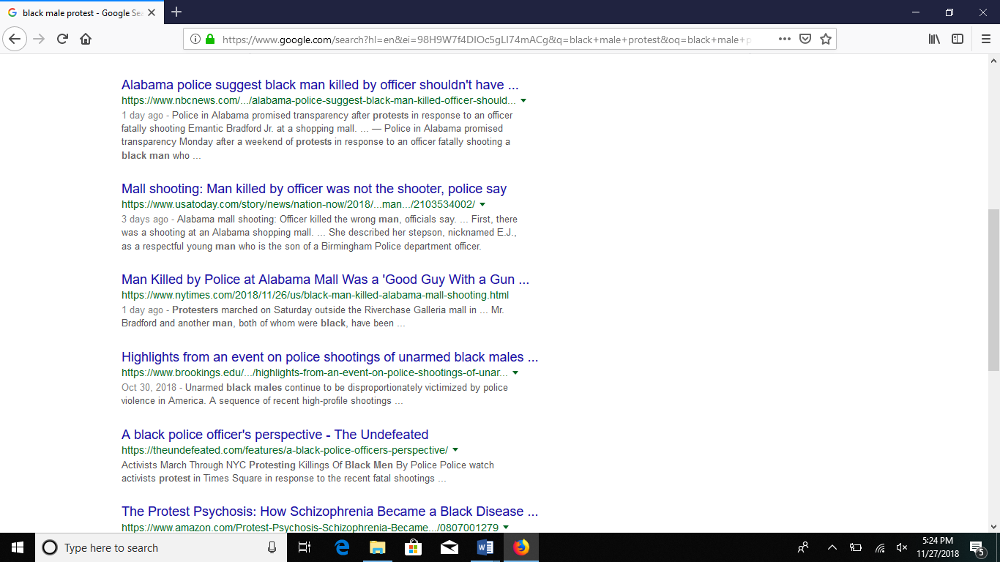 black male protest - Google Sea
https://www.google.com/search?hl=en&ei=98H9W7f4DIOc5gLI74mACg&q=black+male+protest&oq=black+male+p
Alabama police suggest black man killed by officer shouldn't have ...
https://www.nbcnews.com/.../alabama-police-suggest-black-man-killed-officer-should...
1 day ago - Police in Alabama promised transparency after protests in response to an officer
fatally shooting Emantic Bradford Jr. at a shopping mall. ... — Police in Alabama promised
transparency Monday after a weekend of protests in response to an officer fatally shooting a
black man who ...
Mall shooting: Man killed by officer was not the shooter, police say
https://www.usatoday.com/story/news/nation-now/2018/...man.../2103534002/
3 days ago - Alabama mall shooting: Officer killed the wrong man, officials say. ... First, there
was a shooting at an Alabama shopping mall. ... She described her stepson, nicknamed E.J.,
as a respectful young man who is the son of a Birmingham Police department officer.
Man Killed by Police at Alabama Mall Was a 'Good Guy With a Gun ...
https://www.nytimes.com/2018/11/26/us/black-man-killed-alabama-mall-shooting.html
1 day ago - Protesters marched on Saturday outside the Riverchase Galleria mall in ... Mr.
Bradford and another man, both of whom were black, have been ...
Highlights from an event on police shootings of unarmed black males ...
https://www.brookings.edu/.../highlights-from-an-event-on-police-shootings-of-unar...
Oct 30, 2018 - Unarmed black males continue to be disproportionately victimized by police
violence in America. A sequence of recent high-profile shootings ...
A black police officer's perspective - The Undefeated
https://theundefeated.com/features/a-black-police-officers-perspective/
Activists March Through NYC Protesting Killings Of Black Men By Police Police watch
activists protest in Times Square in response to the recent fatal shootings ...
The Protest Psychosis: How Schizophrenia Became a Black Disease ...
https://www.amazon.com/Protest-Psychosis-Schizophrenia-Became.../0807001279
Type here to search
5:24 PM
11/27/2018
5